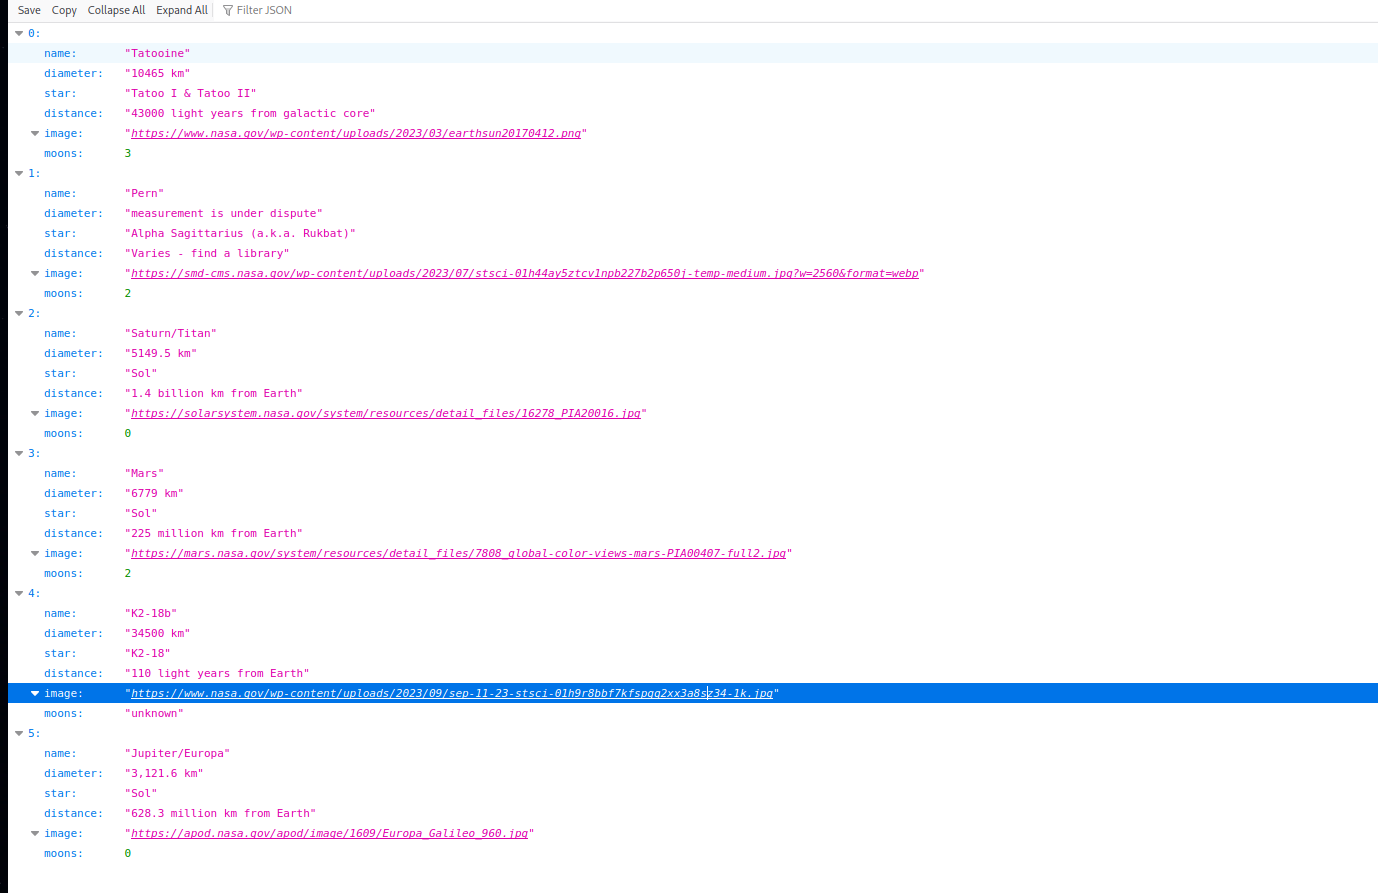 Save Copy Collapse All Expand All Filter JSON
0:
name: "Tatooine"
diameter: "10465 km"
star: "Tatoo I & Tatoo II"
distance: "43000 light years from galactic core"
image: "https://www.nasa.gov/wp-content/uploads/2023/03/earthsun20170412.png"
moons: 3
1:
name: "Pern"
diameter: "measurement is under dispute"
star: "Alpha Sagittarius (a.k.a. Rukbat)"
distance: "Varies - find a library"
image: "https://smd-cms.nasa.gov/wp-content/uploads/2023/07/stsci-01h44ay5ztcv1npb227b2p650j-temp-medium.jpg?w=2560&format=webp"
moons: 2
2:
name: "Saturn/Titan"
diameter: "5149.5 km"
star: "Sol"
distance: "1.4 billion km from Earth"
image: "https://solarsystem.nasa.gov/system/resources/detail_files/16278_PIA20016.jpg"
moons: 0
3:
name: "Mars"
diameter: "6779 km"
star: "Sol"
distance: "225 million km from Earth"
image: "https://mars.nasa.gov/system/resources/detail_files/7808_global-color-views-mars-PIA00407-full2.jpg"
moons: 2
4:
name: "K2-18b"
diameter: "34500 km"
star: "K2-18"
distance: "110 light years from Earth"
image: "https://www.nasa.gov/wp-content/uploads/2023/09/sep-11-23-stsci-01h9r8bbf7kfspgq2xx3a8sz34-1k.jpg"
moons: "unknown"
5:
name: "Jupiter/Europa"
diameter: "3,121.6 km"
star: "Sol"
distance: "628.3 million km from Earth"
image: "https://apod.nasa.gov/apod/image/1609/Europa_Galileo_960.jpg"
moons: 0